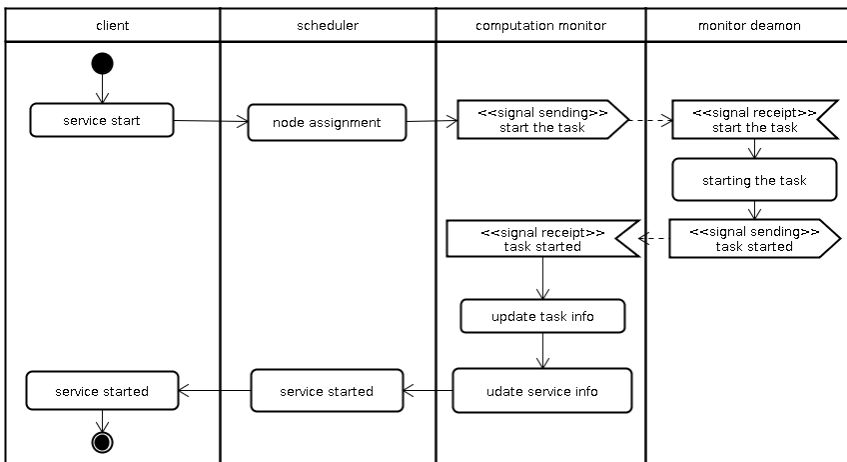 client
scheduler
computation monitor
monitor deamon
service start
node assignment
<<signal sending>>
start the task
<<signal receipt>>
start the task
starting the task
<<signal sending>>
task started
<<signal receipt>>
task started
update task info
udate service info
service started
service started